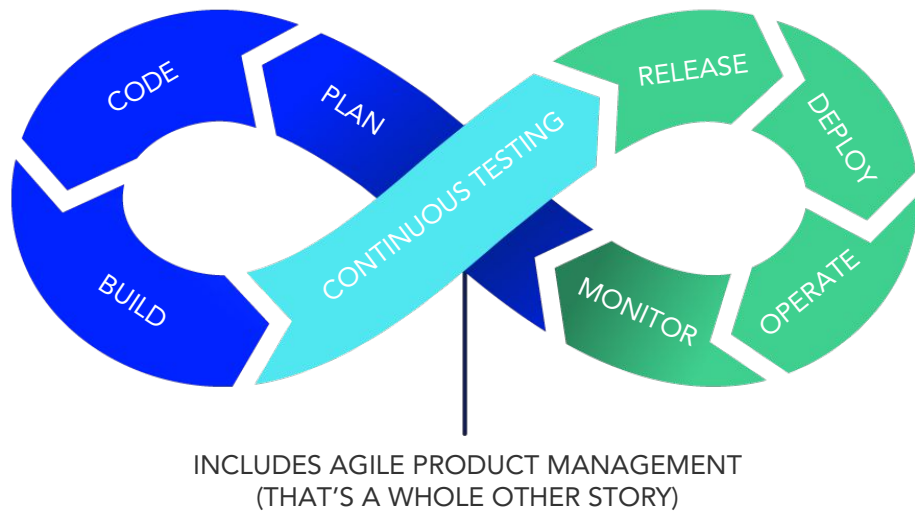 CODE
PLAN
BUILD
CONTINUOUS TESTING
RELEASE
DEPLOY
OPERATE
MONITOR
INCLUDES AGILE PRODUCT MANAGEMENT
(THAT'S A WHOLE OTHER STORY)